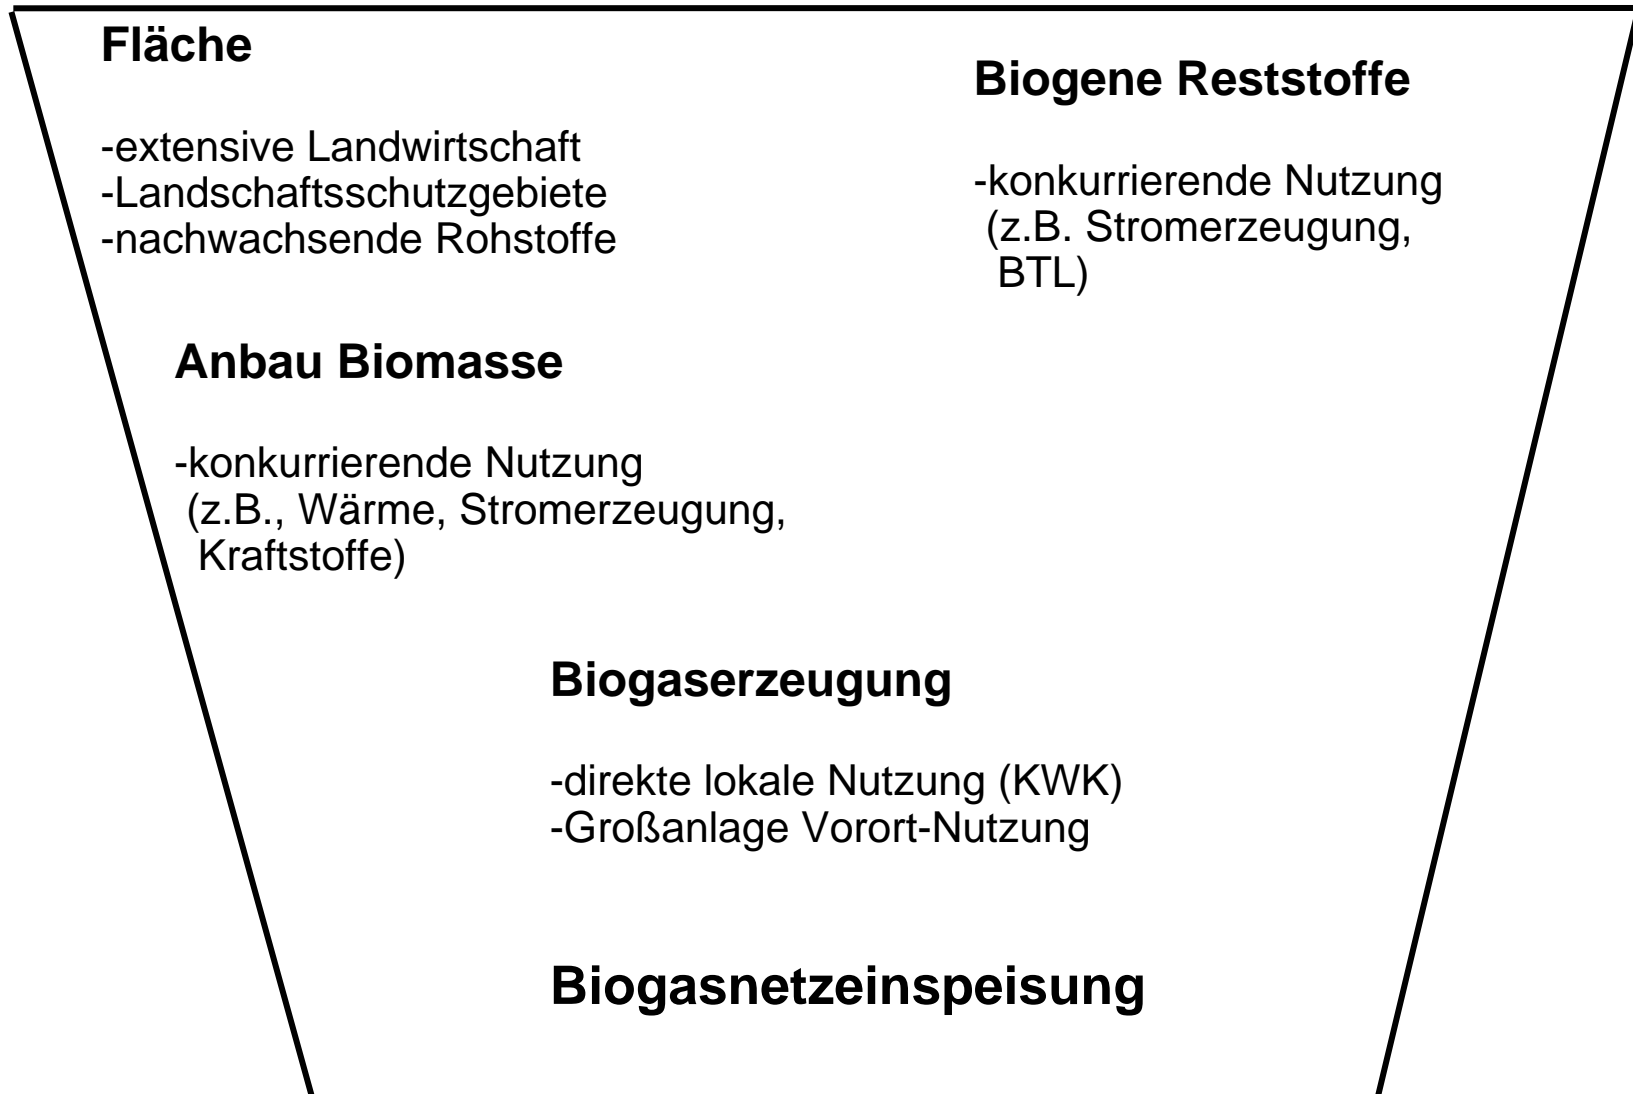 Fläche
-extensive Landwirtschaft
-Landschaftsschutzgebiete
-nachwachsende Rohstoffe
Biogene Reststoffe
-konkurrierende Nutzung
(z.B. Stromerzeugung,
BTL)
Anbau Biomasse
-konkurrierende Nutzung
(z.B., Wärme, Stromerzeugung,
Kraftstoffe)
Biogaserzeugung
-direkte lokale Nutzung (KWK)
-Großanlage Vorort-Nutzung
Biogasnetzeinspeisung